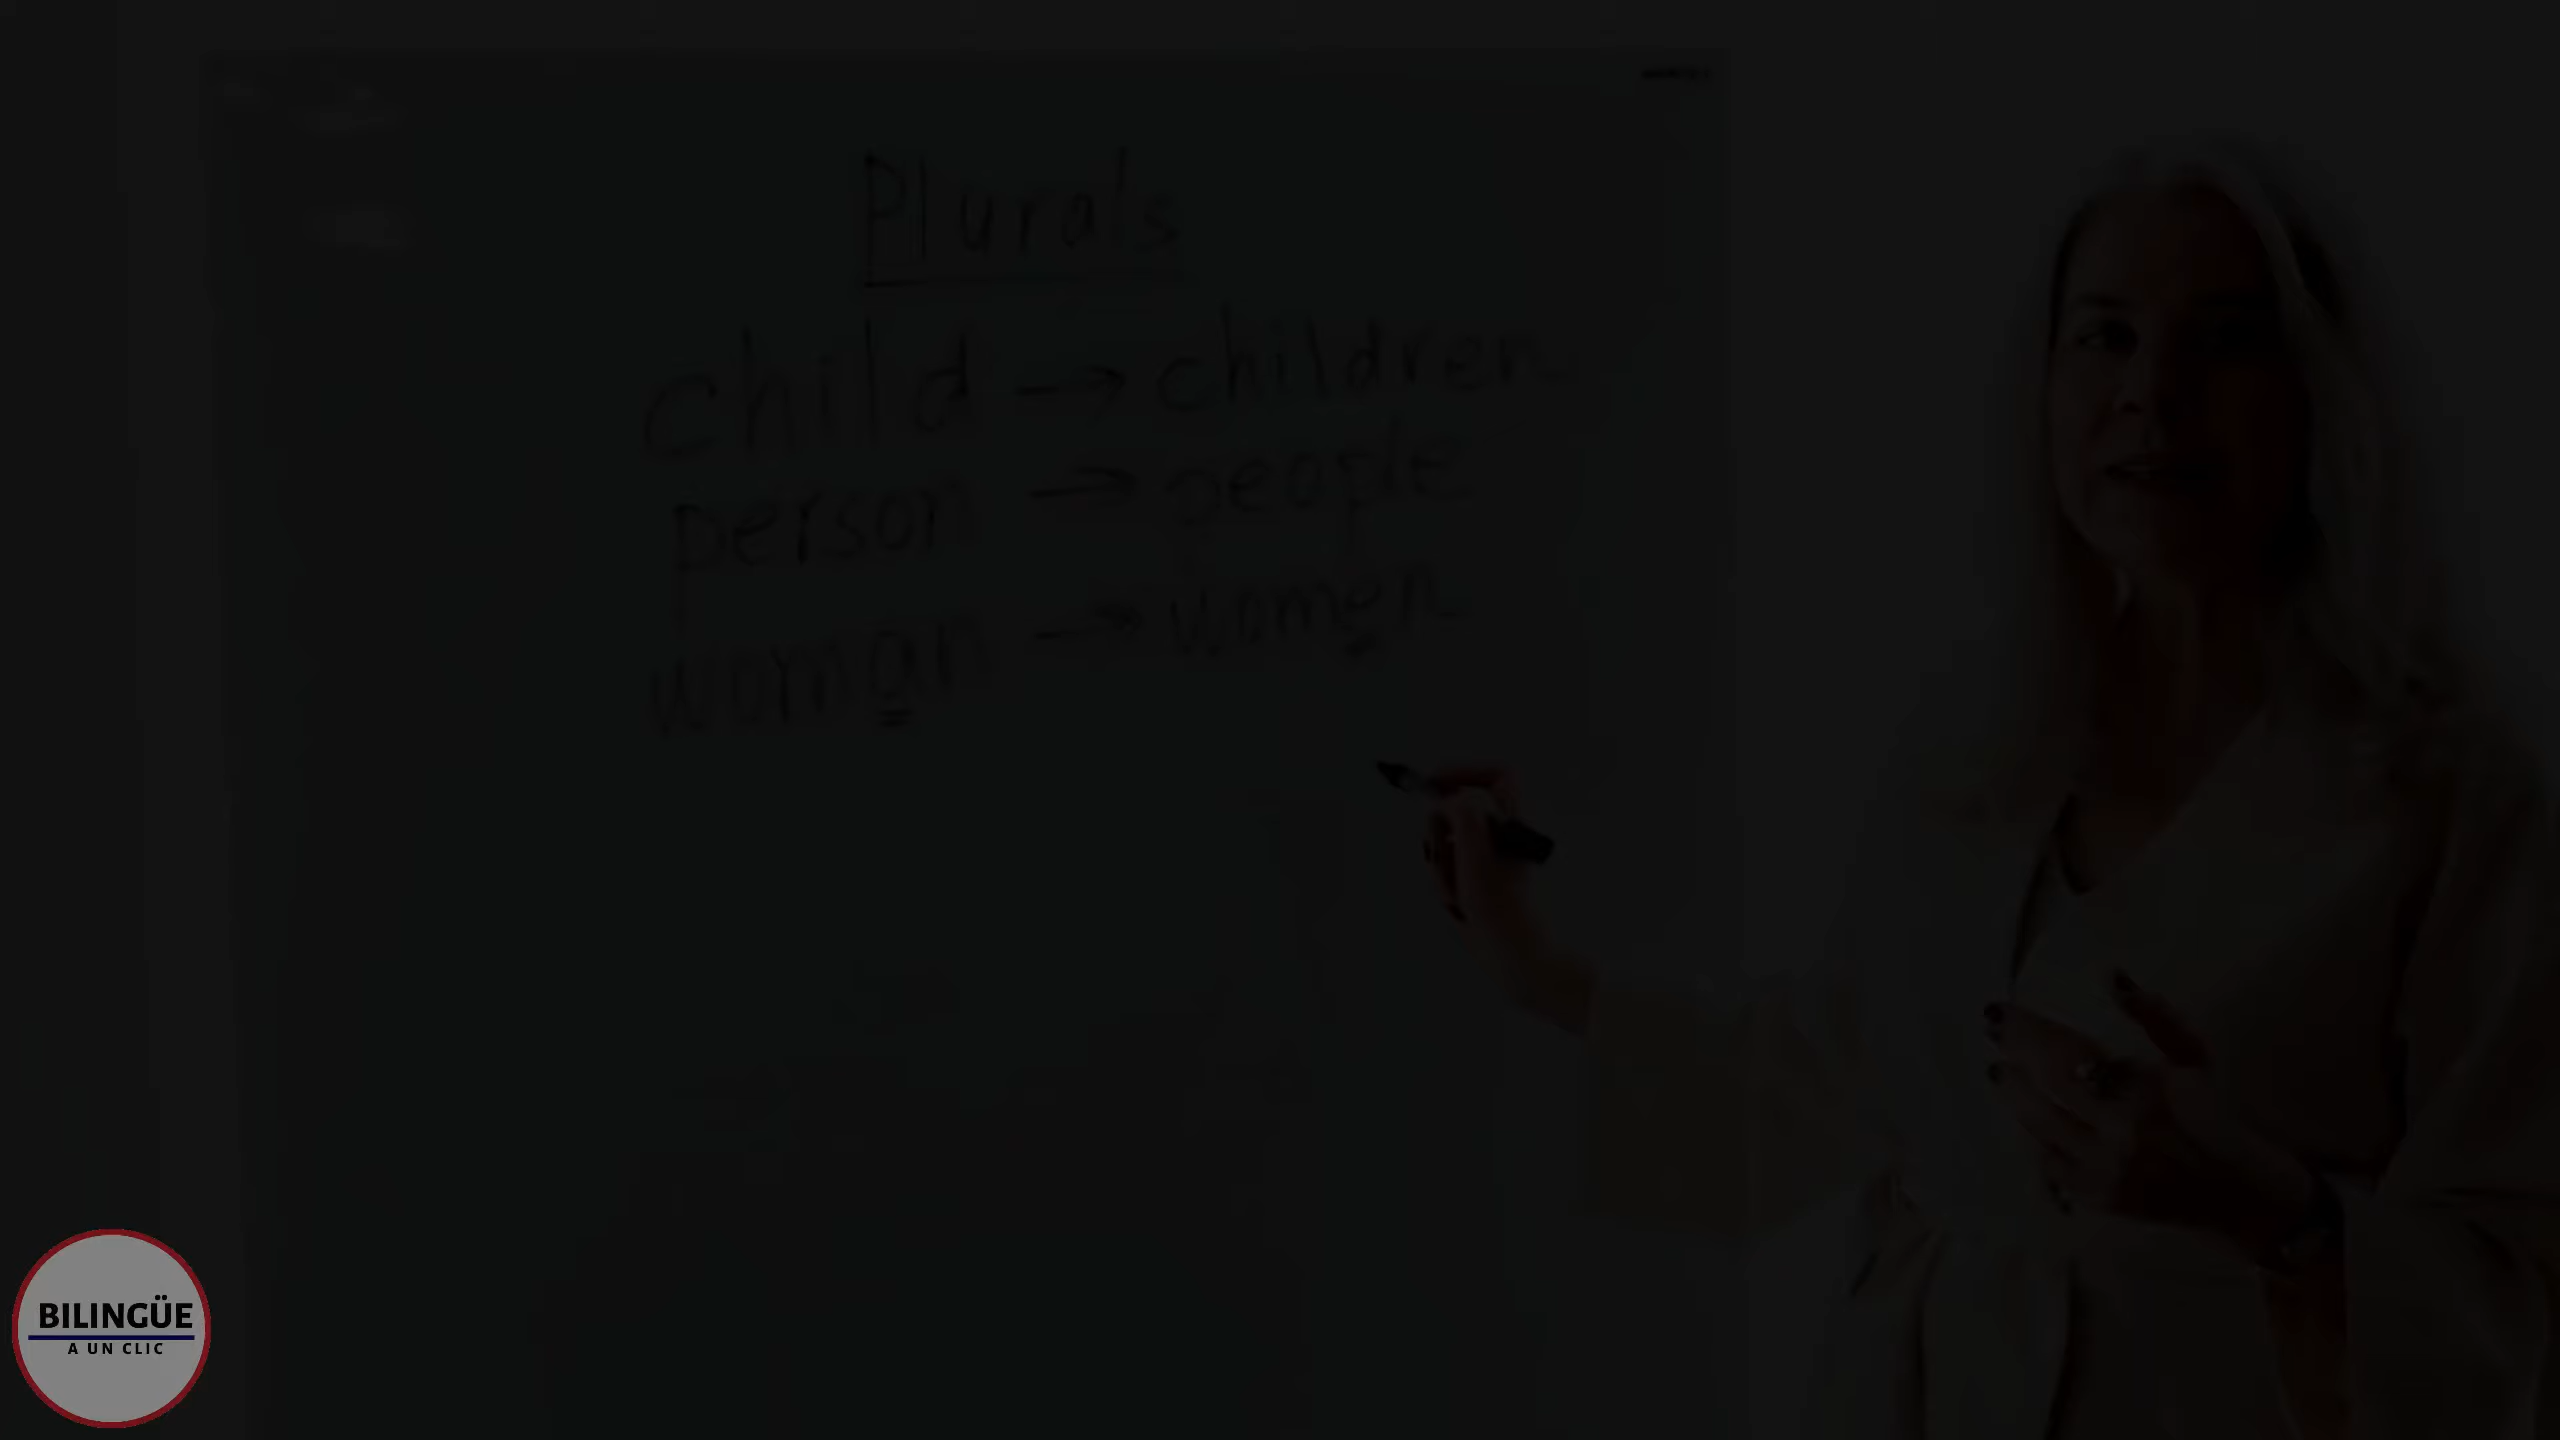 Plurals
child → children
person → people
woman → women
BILINGÜE
A UN CLIC